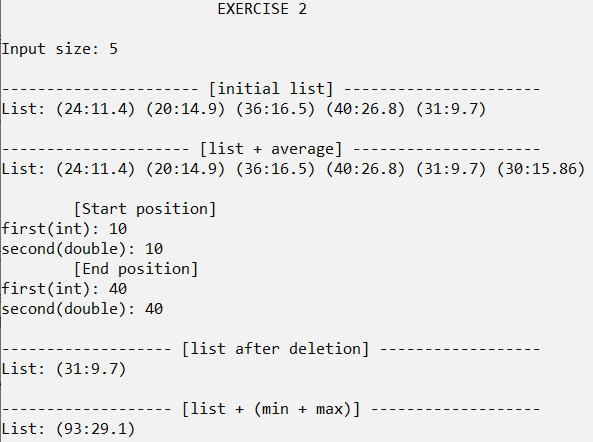 EXERCISE 2
Input size: 5
---------------------- [initial list] ----------------------
List: (24:11.4) (20:14.9) (36:16.5) (40:26.8) (31:9.7)
--------------------- [list + average] ---------------------
List: (24:11.4) (20:14.9) (36:16.5) (40:26.8) (31:9.7) (30:15.86)
[Start position]
first(int): 10
second(double): 10
[End position]
first(int): 40
second(double): 40
------------------- [list after deletion] ------------------
List: (31:9.7)
------------------- [list + (min + max)] -------------------
List: (93:29.1)